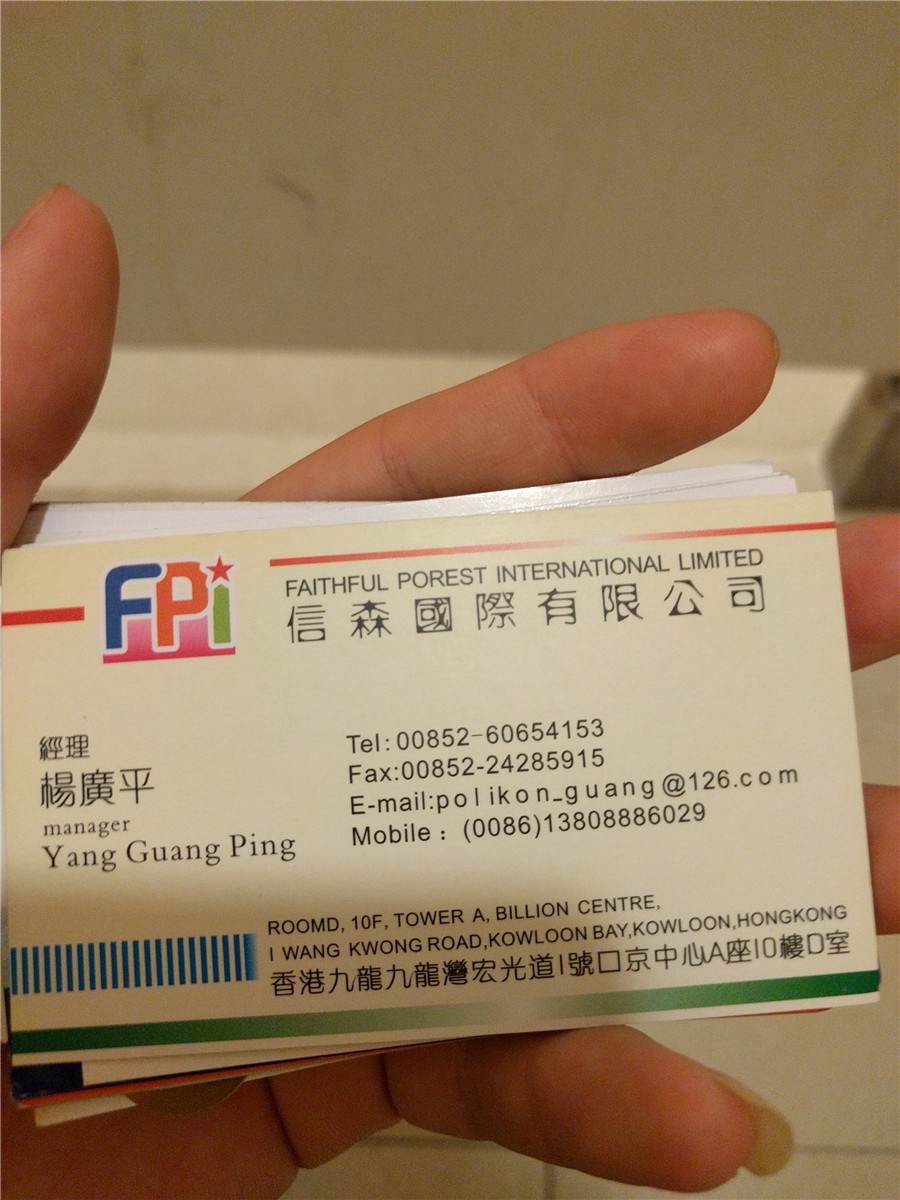 FPi
FAITHFUL POREST INTERNATIONAL LIMITED
信森國際有限公司
經理
楊廣平
manager
Yang Guang Ping
Tel:00852-60654153
Fax:00852-24285915
E-mail:polikon_guang@126.com
Mobile：(0086)13808886029
ROOMD, 10F, TOWER A, BILLION CENTRE,
I WANG KWONG ROAD,KOWLOON BAY,KOWLOON,HONGKONG
香港九龍九龍灣宏光道1號口京中心A座10樓D室